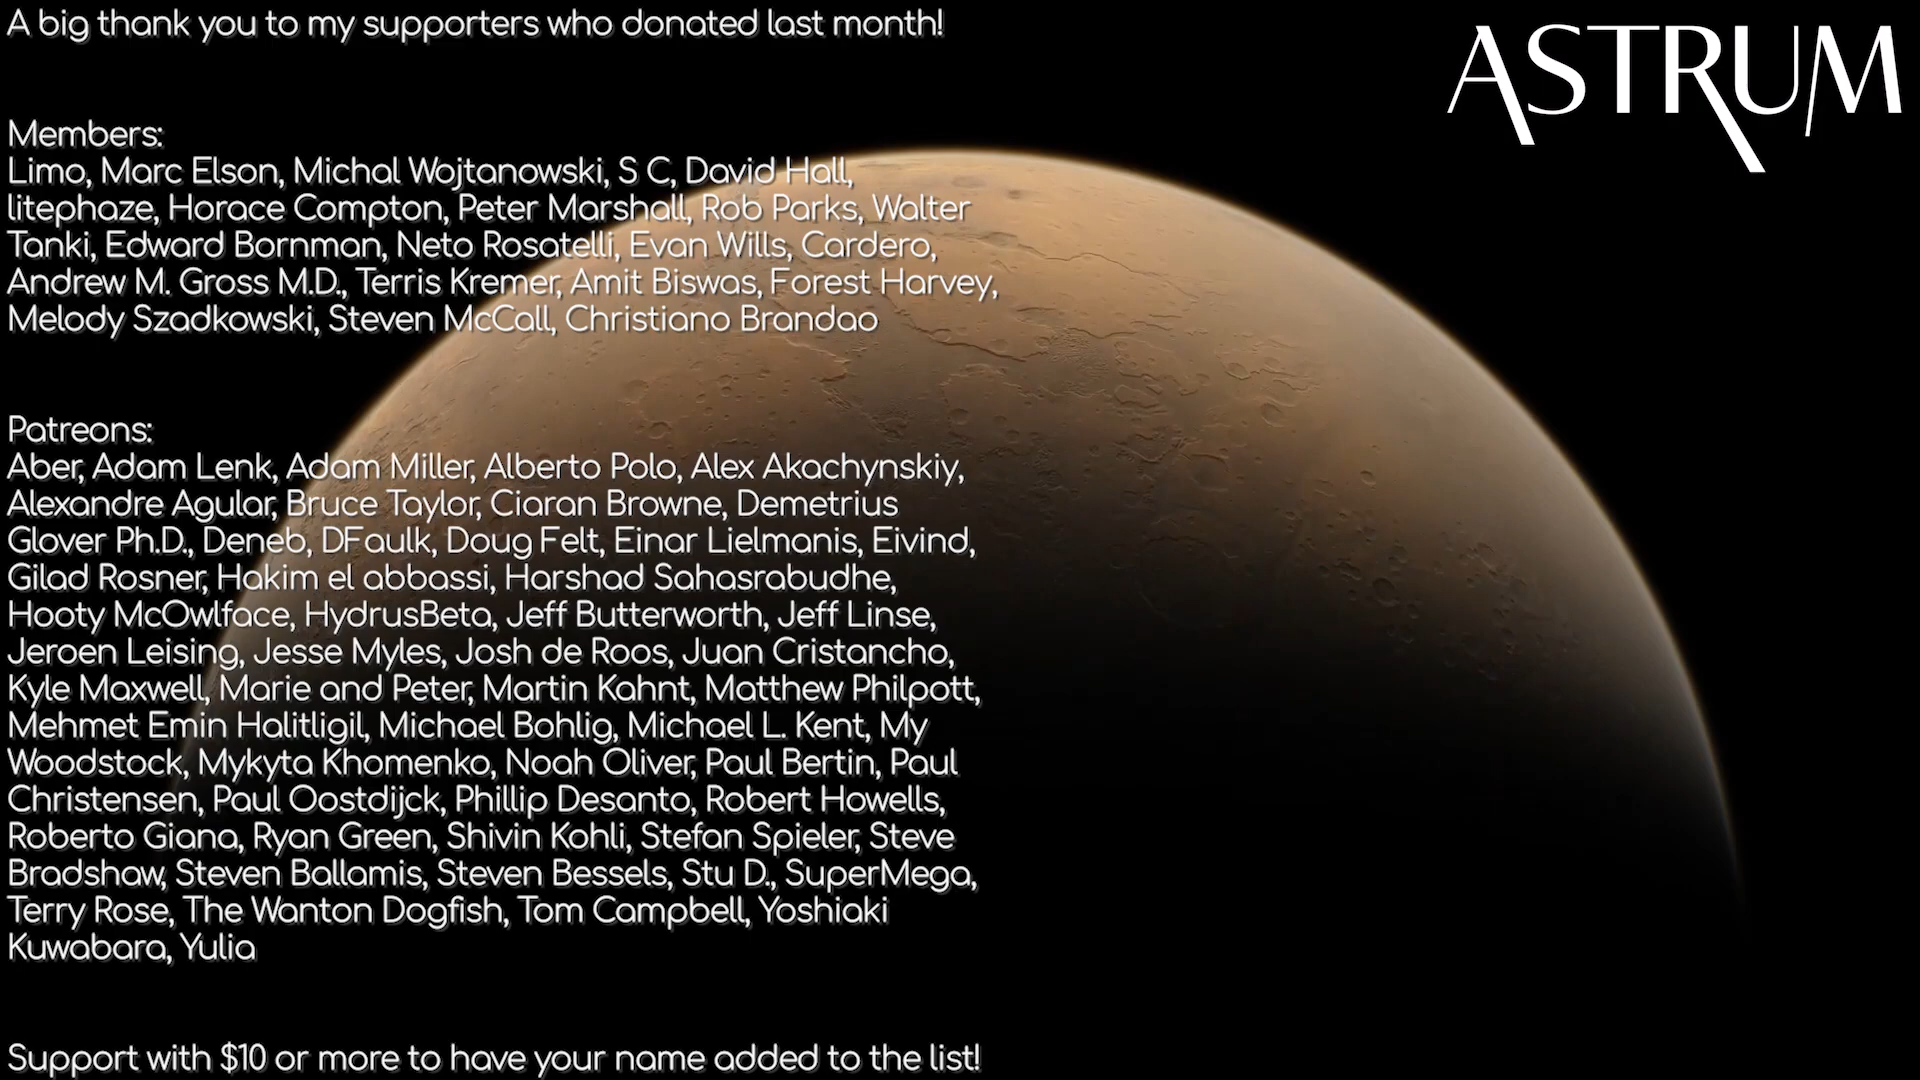 A big thank you to my supporters who donated last month!
ASTRUM
Members:
Limo, Marc Elson, Michal Wojtanowski, S C, David Hall,
litephaze, Horace Compton, Peter Marshall, Rob Parks, Walter
Tanki, Edward Bornman, Neto Rosatelli, Evan Wills, Cardero,
Andrew M. Gross M.D., Terris Kremer, Amit Biswas, Forest Harvey,
Melody Szadkowski, Steven McCall, Christiano Brandao
Patreons:
Aber, Adam Lenk, Adam Miller, Alberto Polo, Alex Akachynskiy,
Alexandre Agular, Bruce Taylor, Ciaran Browne, Demetrius
Glover Ph.D., Deneb, DFaulk, Doug Felt, Einar Lielmanis, Eivind,
Gilad Rosner, Hakim el abbassi, Harshad Sahasrabudhe,
Hooty McOwlface, HydrusBeta, Jeff Butterworth, Jeff Linse,
Jeroen Leising, Jesse Myles, Josh de Roos, Juan Cristancho,
Kyle Maxwell, Marie and Peter, Martin Kahnt, Matthew Philpott,
Mehmet Emin Halitligil, Michael Bohlig, Michael L. Kent, My
Woodstock, Mykyta Khomenko, Noah Oliver, Paul Bertin, Paul
Christensen, Paul Oostdijck, Phillip Desanto, Robert Howells,
Roberto Giana, Ryan Green, Shivin Kohli, Stefan Spieler, Steve
Bradshaw, Steven Ballamis, Steven Bessels, Stu D., SuperMega,
Terry Rose, The Wanton Dogfish, Tom Campbell, Yoshiaki
Kuwabara, Yulia
Support with $10 or more to have your name added to the list!